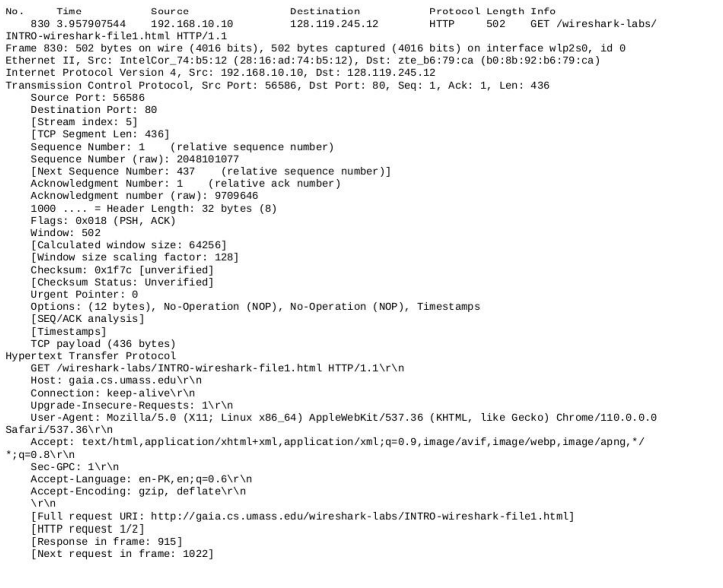 No. Time Source Destination Protocol Length Info
830 3.957907544 192.168.10.10 128.119.245.12 HTTP 502 GET /wireshark-labs/
INTRO-wireshark-file1.html HTTP/1.1
Frame 830: 502 bytes on wire (4016 bits), 502 bytes captured (4016 bits) on interface wlp2s0, id 0
Ethernet II, Src: IntelCor_74:b5:12 (28:16:ad:74:b5:12), Dst: zte_b6:79:ca (b0:8b:92:b6:79:ca)
Internet Protocol Version 4, Src: 192.168.10.10, Dst: 128.119.245.12
Transmission Control Protocol, Src Port: 56586, Dst Port: 80, Seq: 1, Ack: 1, Len: 436
Source Port: 56586
Destination Port: 80
[Stream index: 5]
[TCP Segment Len: 436]
Sequence Number: 1 (relative sequence number)
Sequence Number (raw): 2048101077
[Next Sequence Number: 437 (relative sequence number)]
Acknowledgment Number: 1 (relative ack number)
Acknowledgment number (raw): 9709646
1000 .... = Header Length: 32 bytes (8)
Flags: 0x018 (PSH, ACK)
Window: 502
[Calculated window size: 64256]
[Window size scaling factor: 128]
Checksum: 0x1f7c [unverified]
[Checksum Status: Unverified]
Urgent Pointer: 0
Options: (12 bytes), No-Operation (NOP), No-Operation (NOP), Timestamps
[SEQ/ACK analysis]
[Timestamps]
TCP payload (436 bytes)
Hypertext Transfer Protocol
GET /wireshark-labs/INTRO-wireshark-file1.html HTTP/1.1\r\n
Host: gaia.cs.umass.edu\r\n
Connection: keep-alive\r\n
Upgrade-Insecure-Requests: 1\r\n
User-Agent: Mozilla/5.0 (X11; Linux x86_64) AppleWebKit/537.36 (KHTML, like Gecko) Chrome/110.0.0.0
Safari/537.36\r\n
Accept: text/html,application/xhtml+xml,application/xml;q=0.9,image/avif,image/webp,image/apng,*/
*;q=0.8\r\n
Sec-GPC: 1\r\n
Accept-Language: en-PK,en;q=0.6\r\n
Accept-Encoding: gzip, deflate\r\n
\r\n
[Full request URI: http://gaia.cs.umass.edu/wireshark-labs/INTRO-wireshark-file1.html]
[HTTP request 1/2]
[Response in frame: 915]
[Next request in frame: 1022]